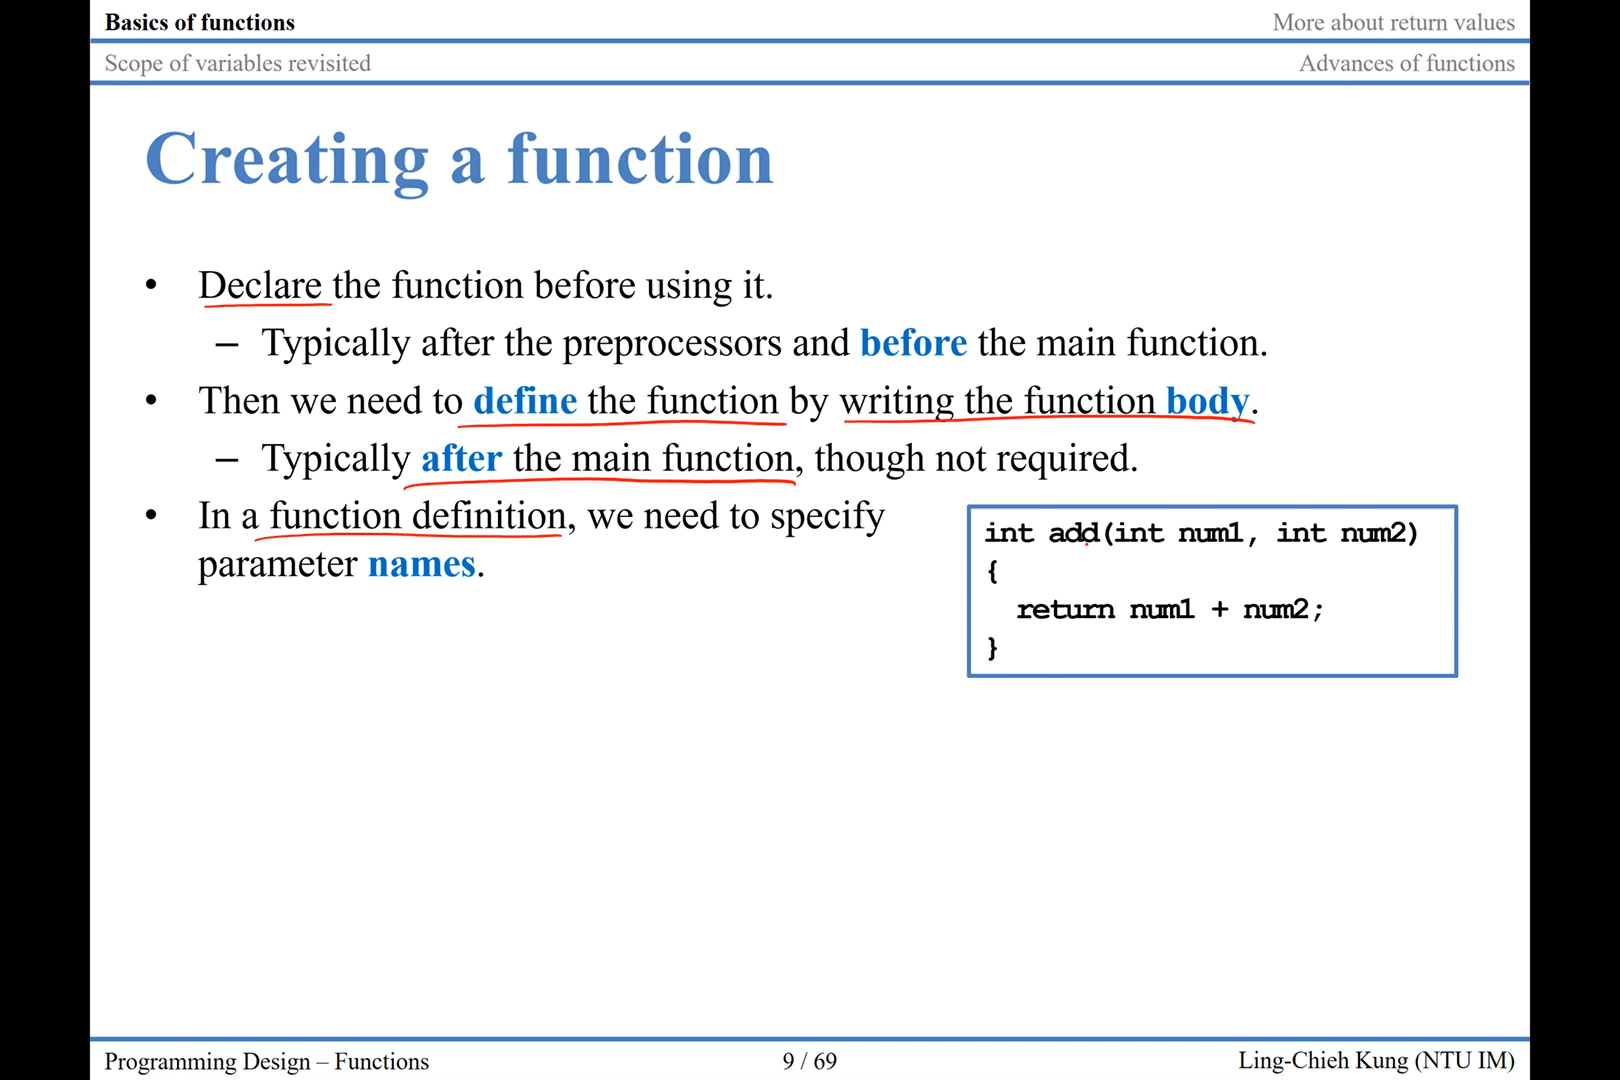 Basics of functions
More about return values
Scope of variables revisited
Advances of functions
Creating a function
• Declare the function before using it.
– Typically after the preprocessors and before the main function.
• Then we need to define the function by writing the function body.
– Typically after the main function, though not required.
• In a function definition, we need to specify
parameter names.
int add(int num1, int num2)
{
return num1 + num2;
}
Programming Design – Functions
9 / 69
Ling-Chieh Kung (NTU IM)